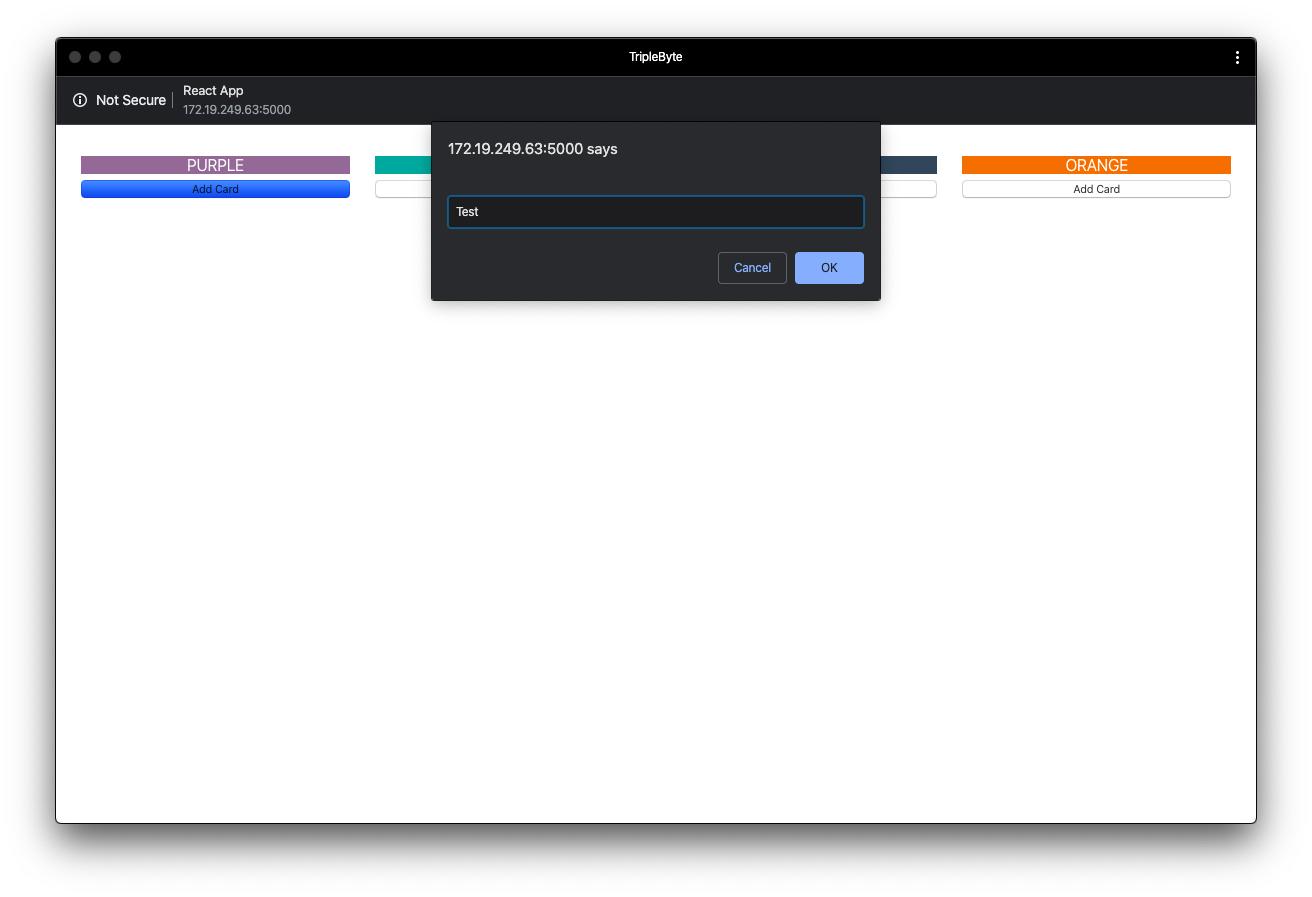 TripleByte
Not Secure
React App
172.19.249.63:5000
172.19.249.63:5000 says
PURPLE
ORANGE
Add Card
Add Card
Test
Cancel
OK